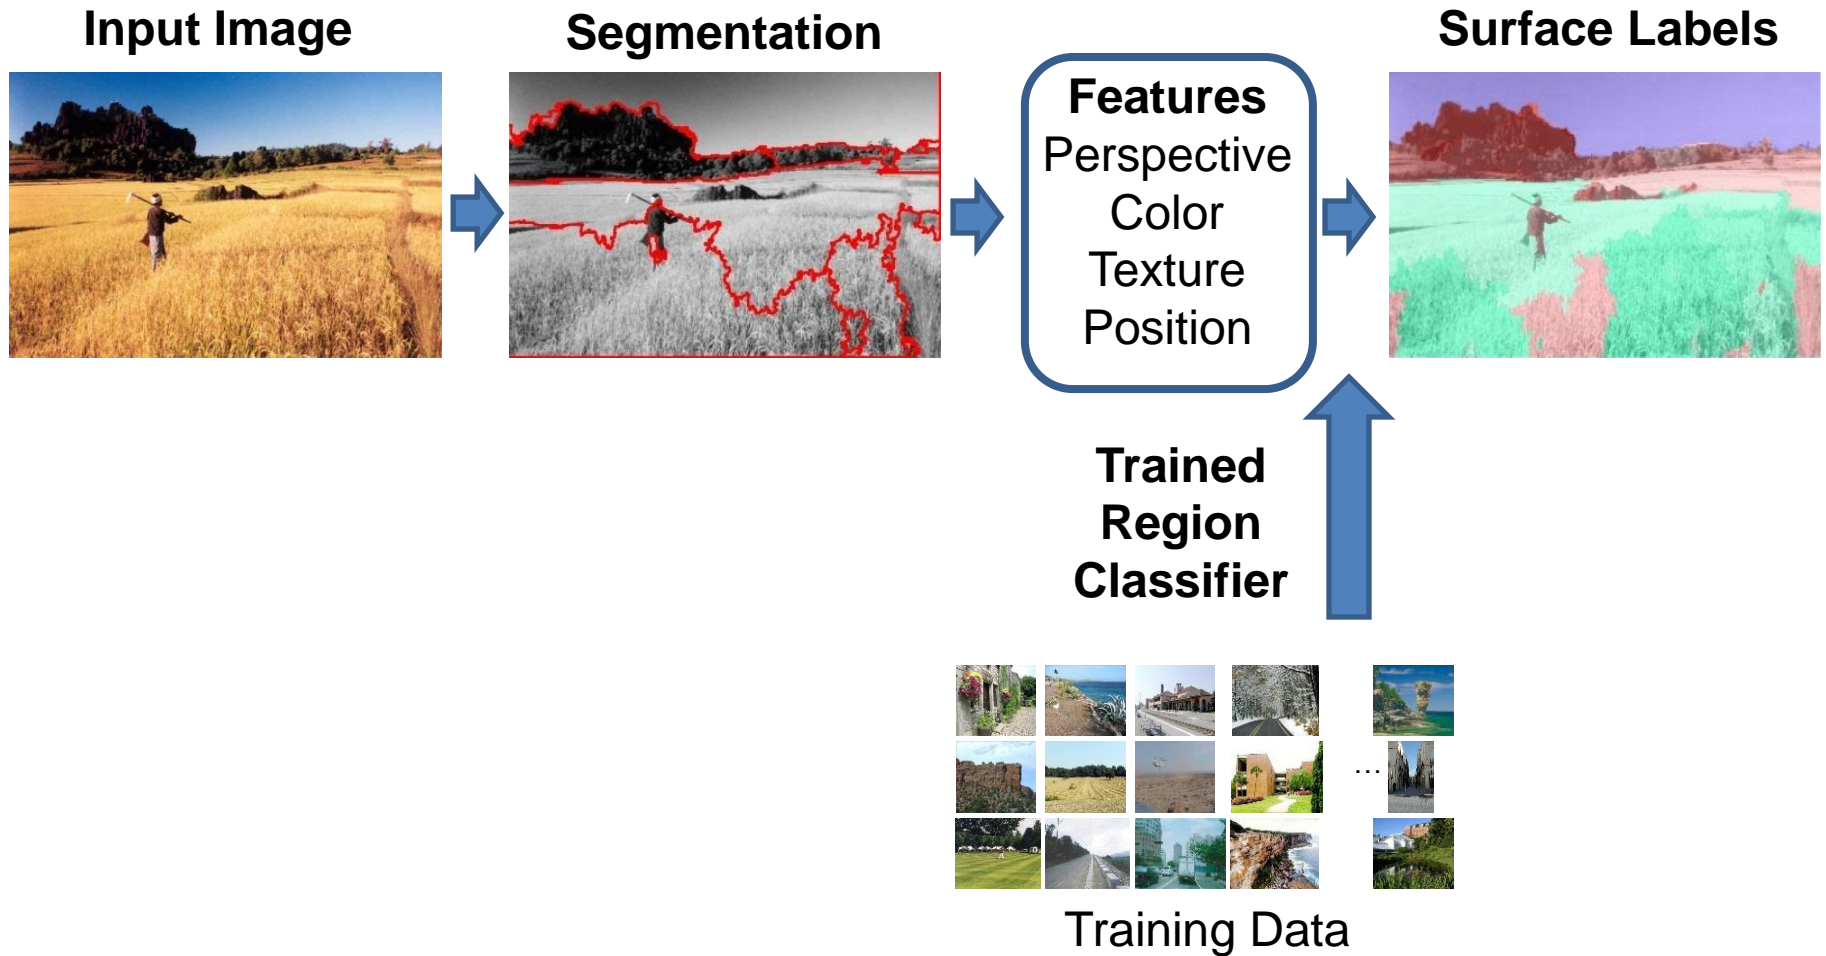 Input Image
Segmentation
Surface Labels
Features
Perspective
Color
Texture
Position
Trained
Region
Classifier
...
Training Data